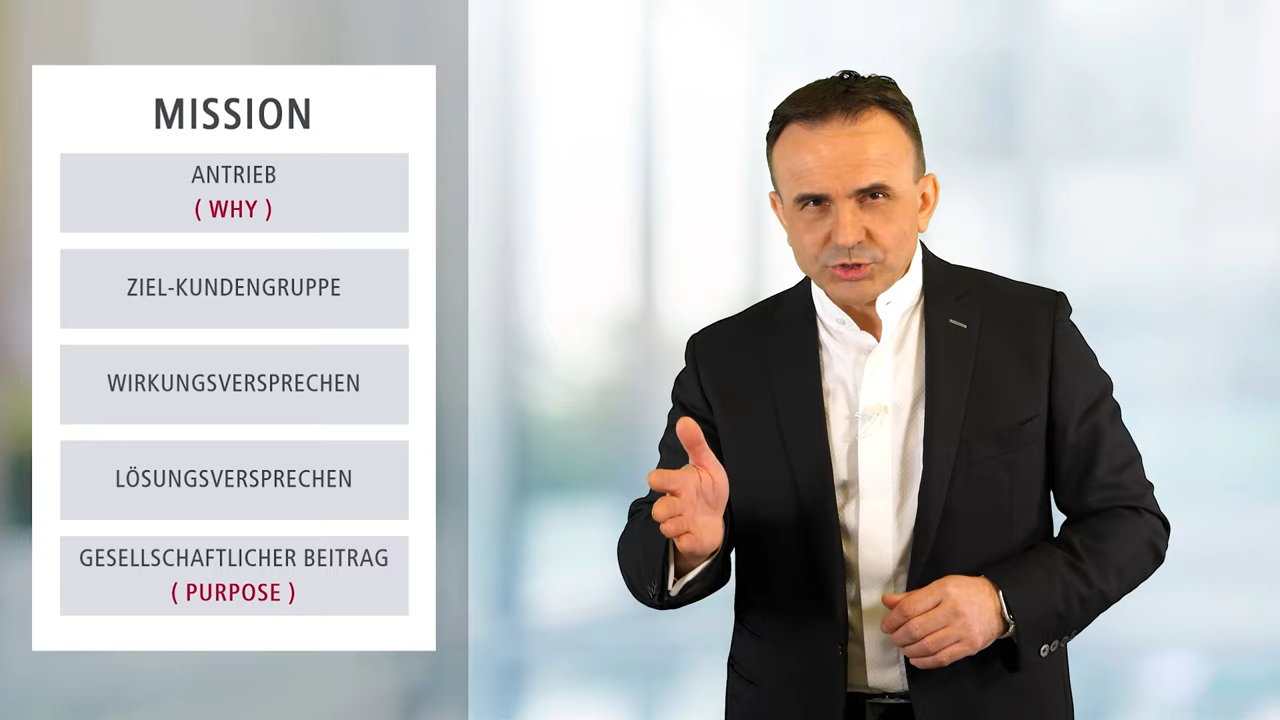 MISSION
ANTRIEB
( WHY )
ZIEL-KUNDENGRUPPE
WIRKUNGSVERSPRECHEN
LÖSUNGSVERSPRECHEN
GESELLSCHAFTLICHER BEITRAG
( PURPOSE )